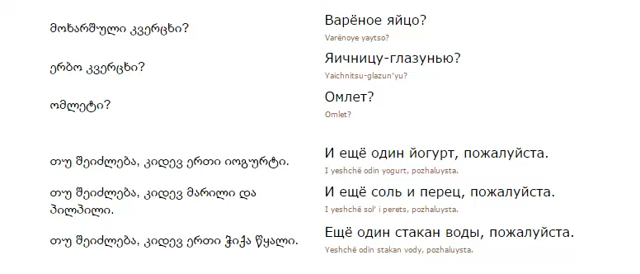 მოხარშული კვერცხი?
Варёное яйцо?
Varënoye yaytso?
ერბო კვერცხი?
Яичницу-глазунью?
Yaichnitsu-glazun'yu?
ომლეტი?
Омлет?
Omlet?
თუ შეიძლება, კიდევ ერთი იოგურტი.
И ещё один йогурт, пожалуйста.
I yeshchë odin yogurt, pozhaluysta.
თუ შეიძლება, კიდევ მარილი და
პილპილი.
И ещё соль и перец, пожалуйста.
I yeshchë sol' i perets, pozhaluysta.
თუ შეიძლება, კიდევ ერთი ჭიქა წყალი.
Ещё один стакан воды, пожалуйста.
Yeshchë odin stakan vody, pozhaluysta.